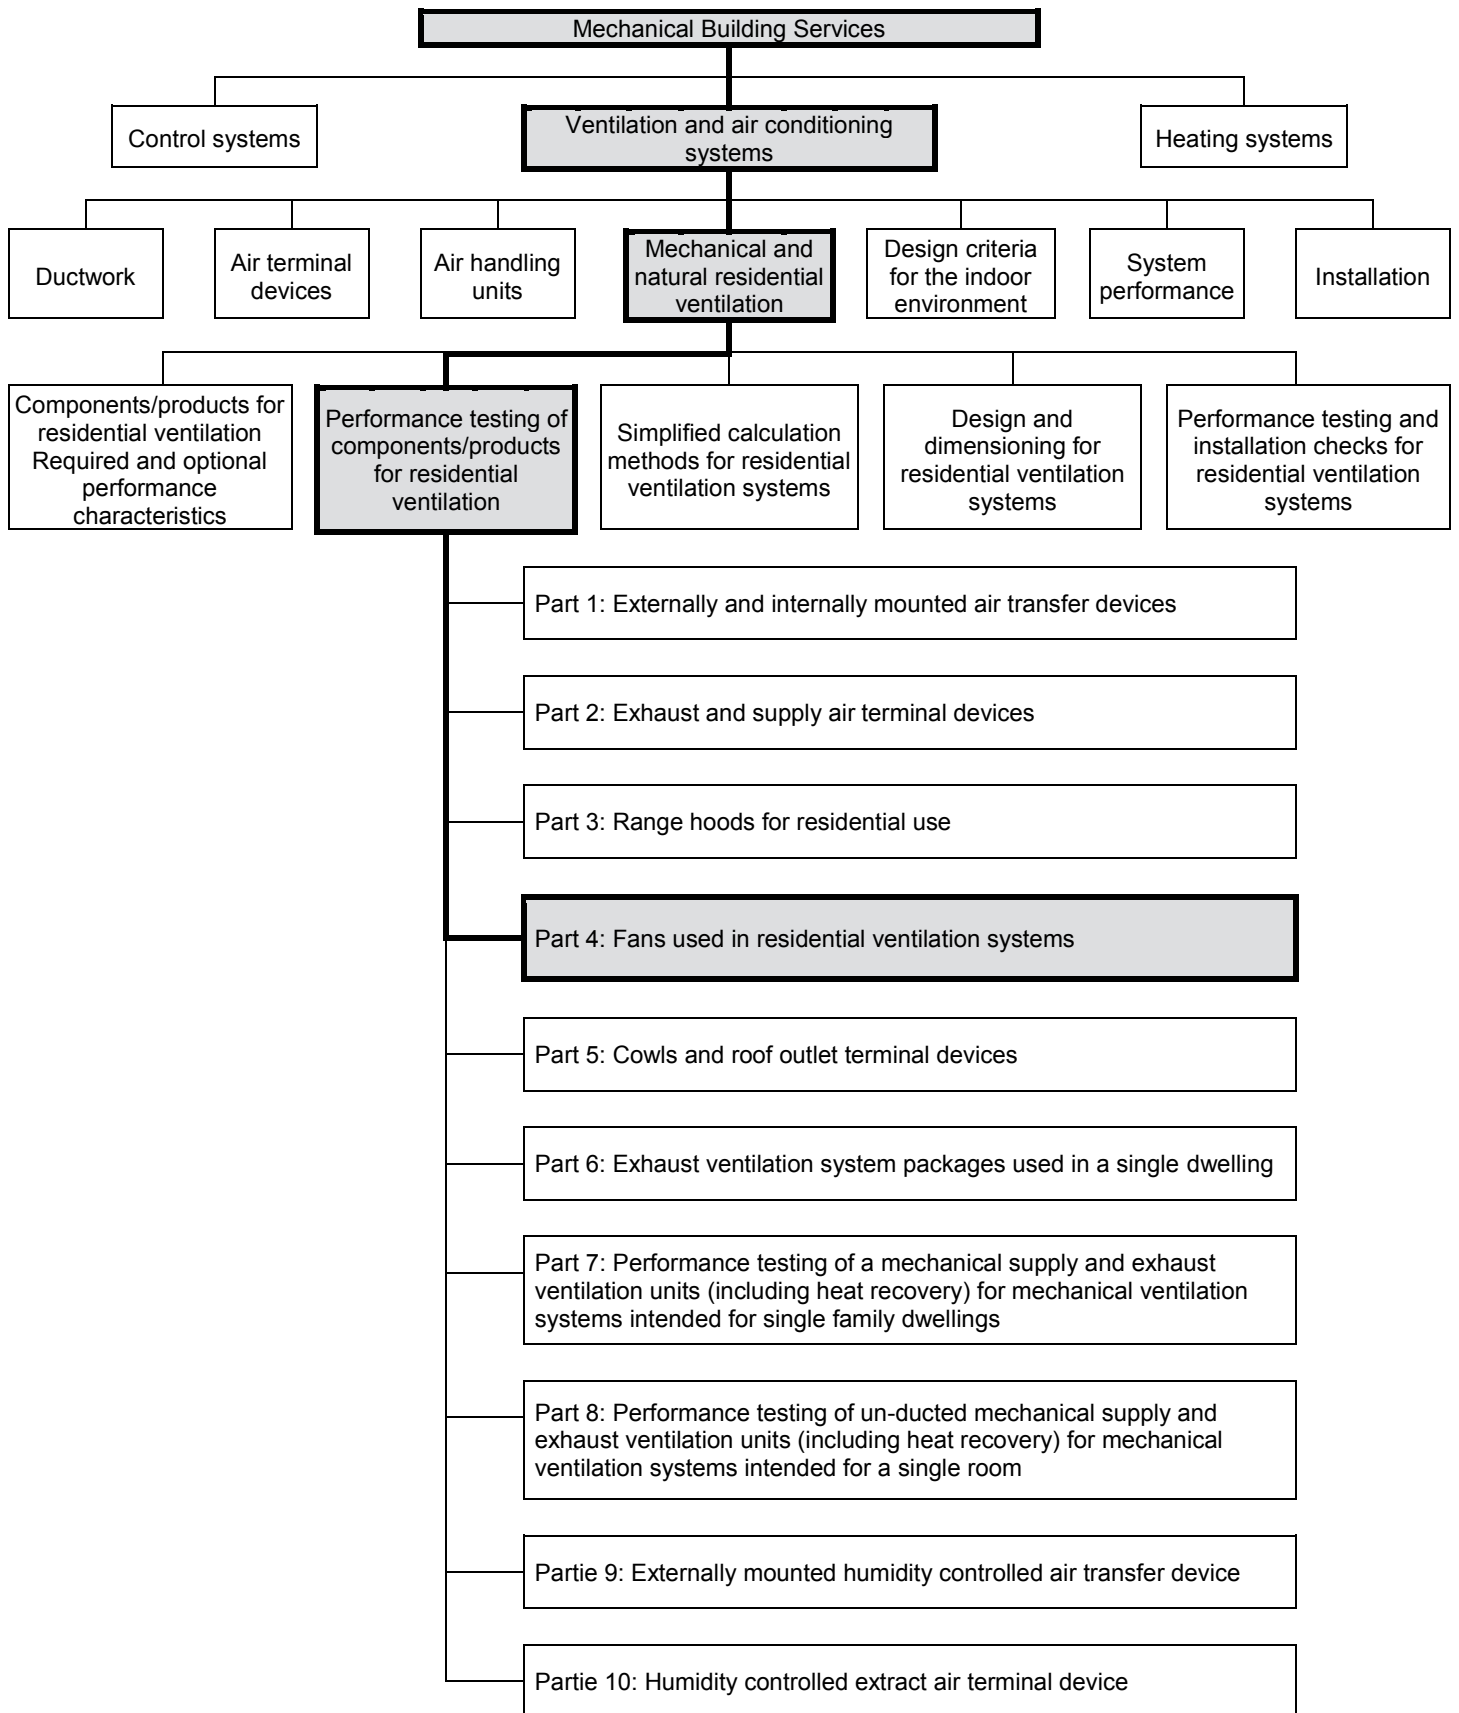 Mechanical Building Services
Control systems
Ventilation and air conditioning
systems
Heating systems
Ductwork
Air terminal
devices
Air handling
units
Mechanical and
natural residential
ventilation
Design criteria
for the indoor
environment
System
performance
Installation
Components/products for
residential ventilation
Required and optional
performance
characteristics
Performance testing of
components/products
for residential
ventilation
Simplified calculation
methods for residential
ventilation systems
Design and
dimensioning for
residential ventilation
systems
Performance testing and
installation checks for
residential ventilation
systems
Part 1: Externally and internally mounted air transfer devices
Part 2: Exhaust and supply air terminal devices
Part 3: Range hoods for residential use
Part 4: Fans used in residential ventilation systems
Part 5: Cowls and roof outlet terminal devices
Part 6: Exhaust ventilation system packages used in a single dwelling
Part 7: Performance testing of a mechanical supply and exhaust
ventilation units (including heat recovery) for mechanical ventilation
systems intended for single family dwellings
Part 8: Performance testing of un-ducted mechanical supply and
exhaust ventilation units (including heat recovery) for mechanical
ventilation systems intended for a single room
Partie 9: Externally mounted humidity controlled air transfer device
Partie 10: Humidity controlled extract air terminal device